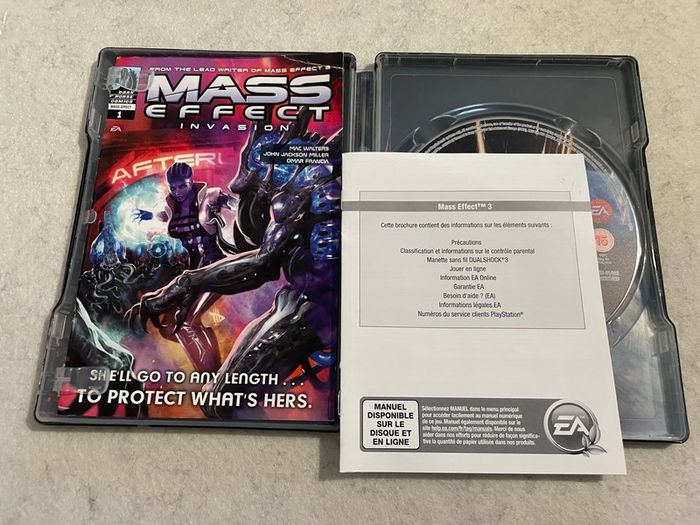 FROM THE LEAD WRITER OF MASS EFFECT 3
DARK
HORSE
COMICS
MASS EFFECT
1
EA
MASS
EFFECT
INVASION
MAC WALTERS
JOHN JACKSON MILLER
OMAR FRANCIA
AFTERL
SHE'LL GO TO ANY LENGTH . . .
TO PROTECT WHAT'S HERS.
Mass Effect™ 3
Cette brochure contient des informations sur les éléments suivants :
Précautions
Classification et informations sur le contrôle parental
Manette sans fil DUALSHOCK®3
Jouer en ligne
Information EA Online
Garantie EA
Besoin d'aide ? (EA)
Informations légales EA
Numéros du service clients PlayStation®
MANUEL
DISPONIBLE
SUR LE
DISQUE ET
EN LIGNE
Sélectionnez MANUEL dans le menu principal
pour accéder facilement au manuel numérique
de ce jeu. Manuel également disponible sur le
site help.ea.com/fr/tag/manuals. Merci de nous
aider dans nos efforts pour réduire de façon significa-
tive la quantité de papier utilisée dans nos produits.
EA
EA